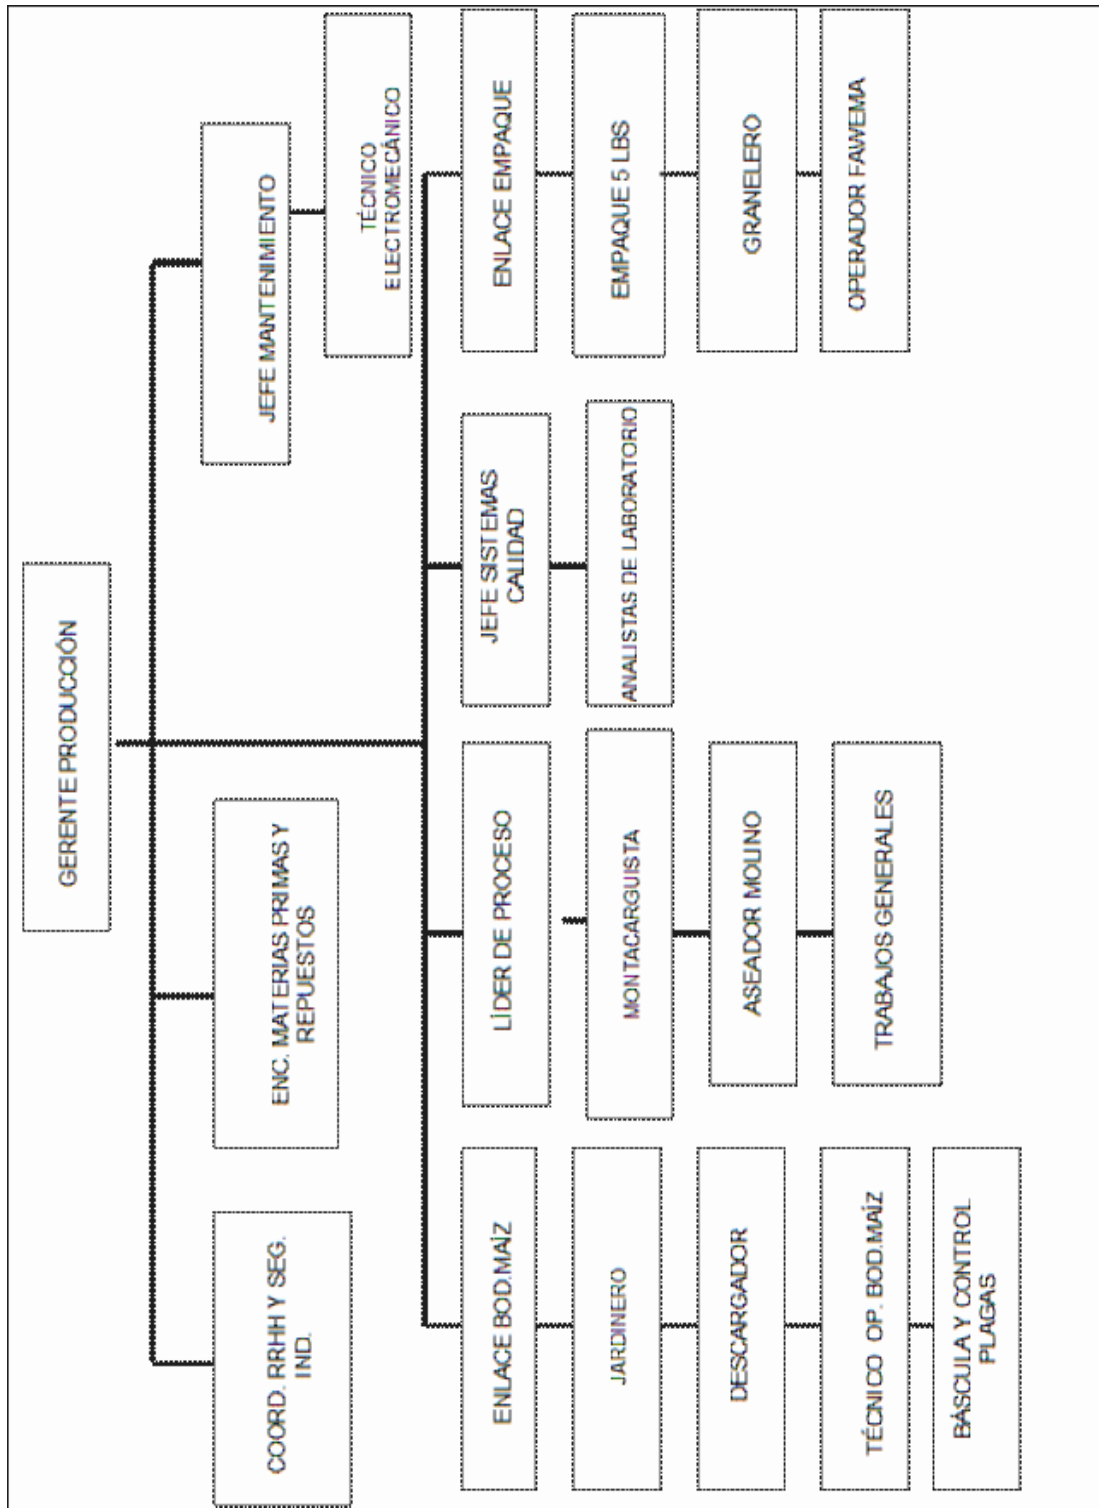 GERENTE PRODUCCIÓN
COORD. RRHH Y SEG.
IND.
ENC. MATERIAS PRIMAS Y
REPUESTOS
JEFE MANTENIMIENTO
TÉCNICO
ELECTROMECÁNICO
ENLACE BOD.MAÍZ
JARDINERO
DESCARGADOR
TÉCNICO OP. BOD.MAÍZ
BÁSCULA Y CONTROL
PLAGAS
LÍDER DE PROCESO
MONTACARGUISTA
ASEADOR MOLINO
TRABAJOS GENERALES
JEFE SISTEMAS
CALIDAD
ANALISTAS DE LABORATORIO
ENLACE EMPAQUE
EMPAQUE 5 LBS
GRANELERO
OPERADOR FAWEMA